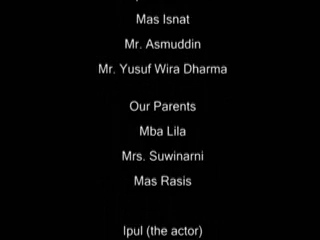 Mas Isnat
Mr. Asmuddin
Mr. Yusuf Wira Dharma
Our Parents
Mba Lila
Mrs. Suwinarni
Mas Rasis
Ipul (the actor)